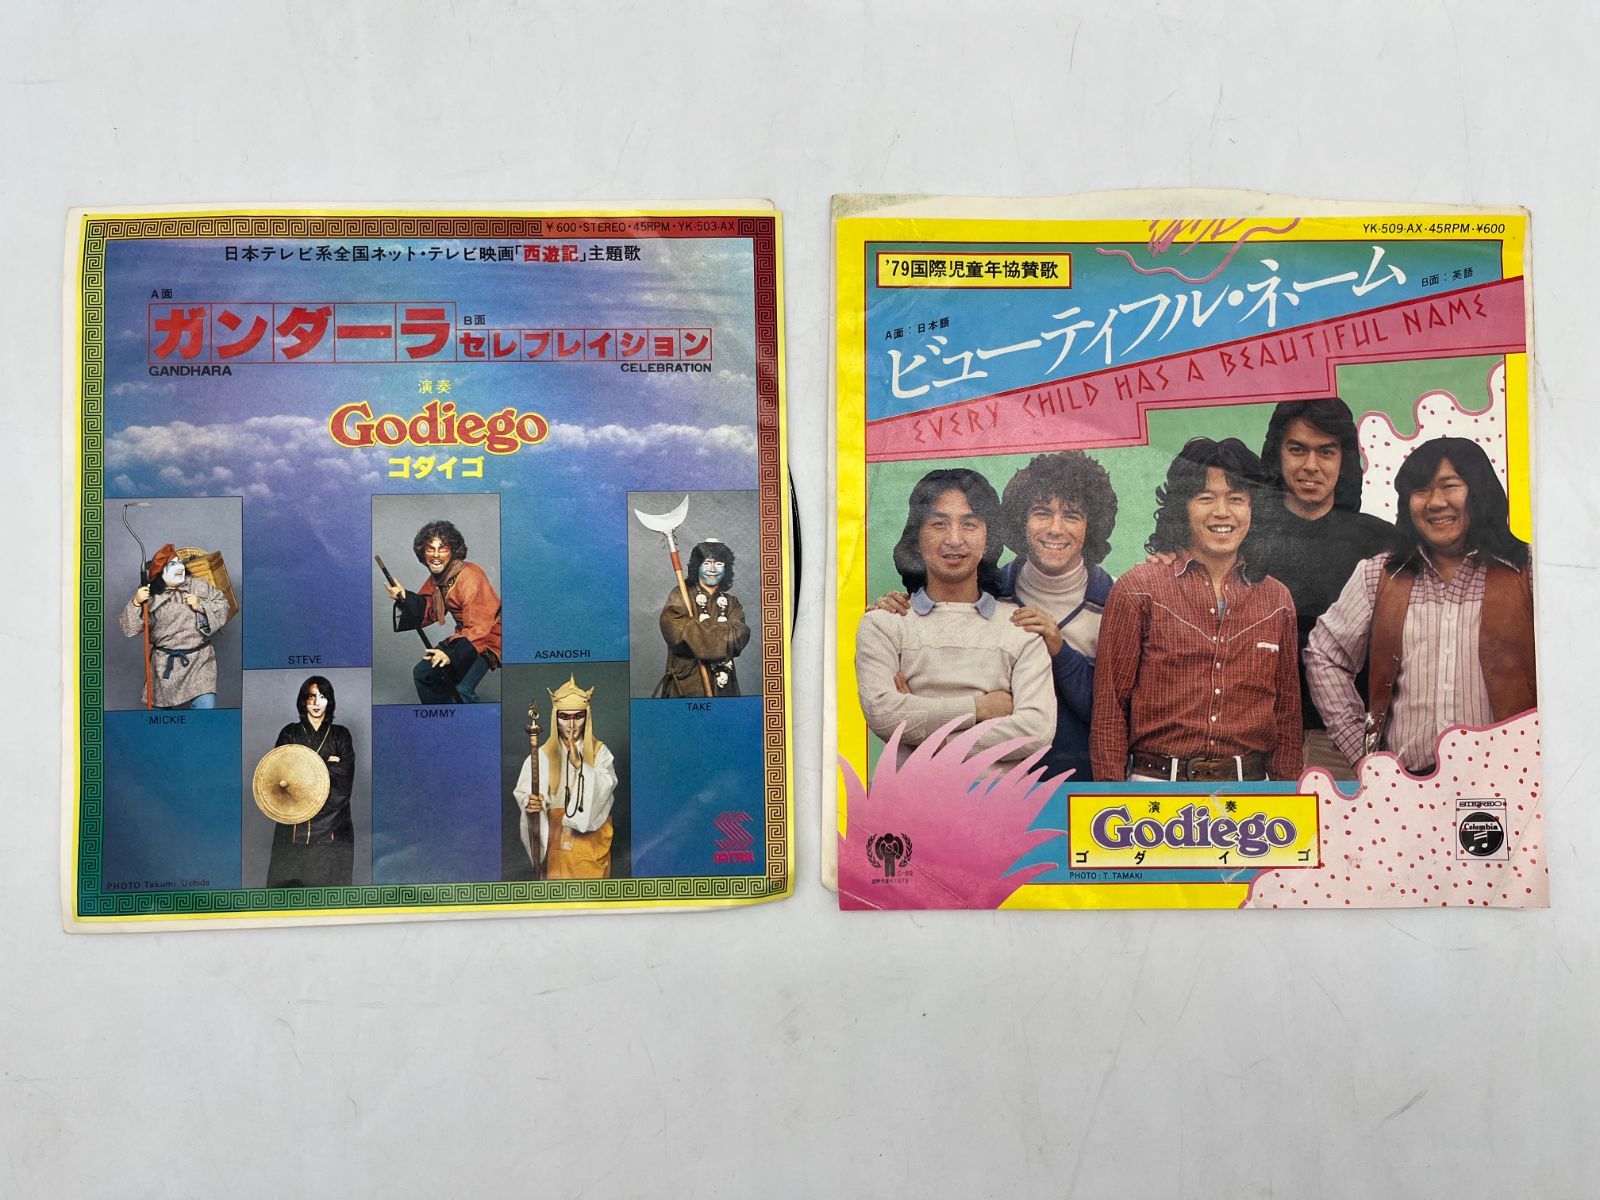 ¥600・STEREO・45RPM・YK-503-AX
日本テレビ系全国ネット・テレビ映画「西遊記」主題歌
A面
ガンダーラ
GANDHARA
B面
セレブレイション
CELEBRATION
演奏
Godiego
ゴダイゴ
MICKIE
STEVE
TOMMY
ASANOSHI
TAKE
PHOTO:Takumi Uchida
YK-509-AX・45RPM・¥600
'79国際児童年協賛歌
A面:日本語
B面:英語
ビューティフル・ネーム
EVERY CHILD HAS A BEAUTIFUL NAME
演奏
Godiego
ゴダイゴ
PHOTO:T.TAMAKI
STEREO
Columbia